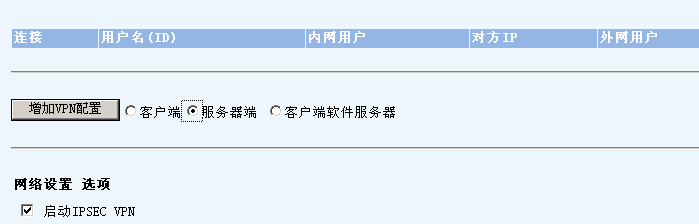 连接 用户名(ID) 内网用户 对方IP 外网用户
增加VPN配置 客户端 服务器端 客户端软件服务器
网络设置 选项
启动IPSEC VPN